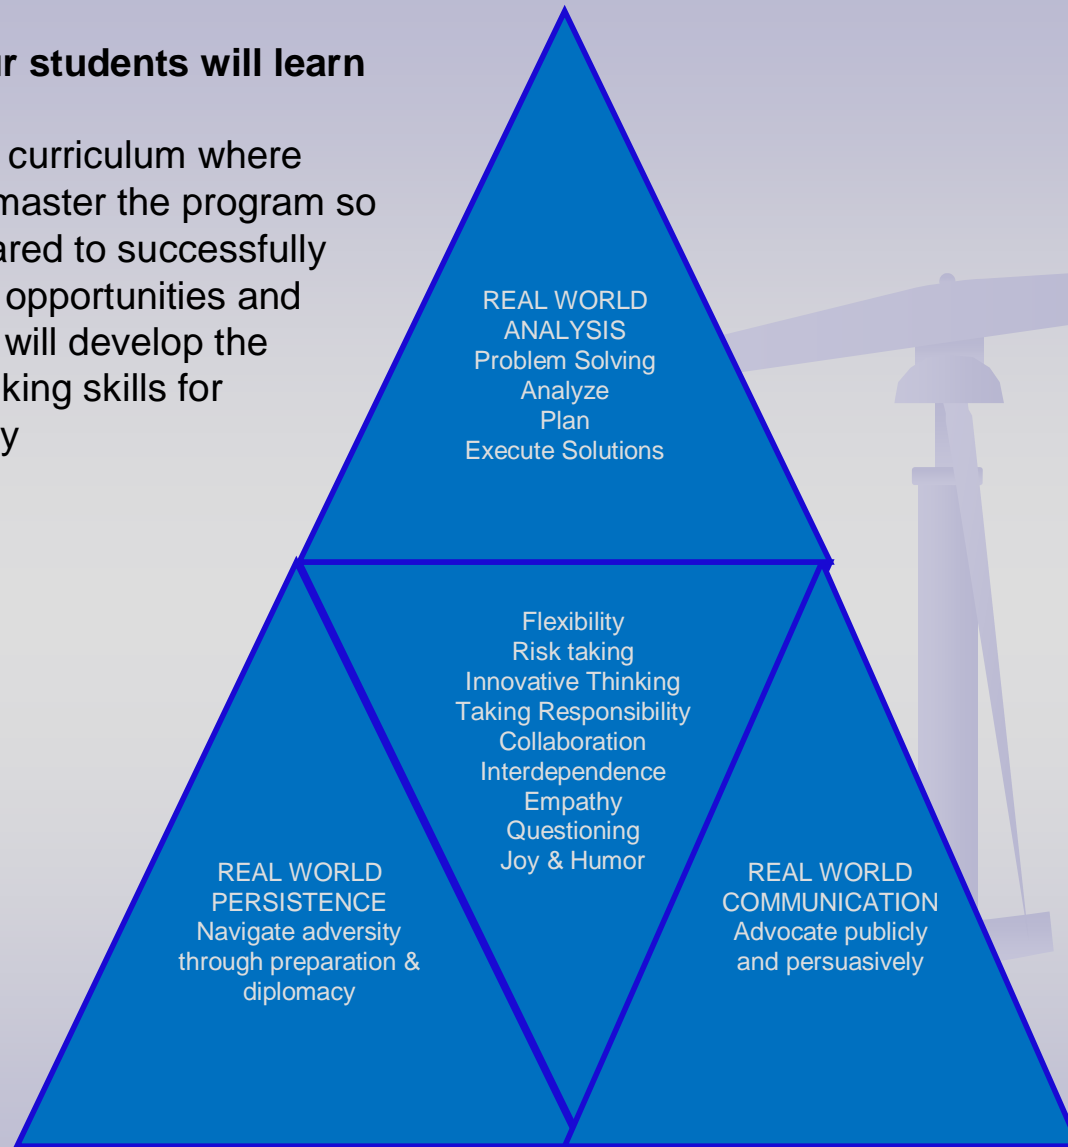 ur students will learn
curriculum where
master the program so
ared to successfully
opportunities and
will develop the
king skills for
y
REAL WORLD
ANALYSIS
Problem Solving
Analyze
Plan
Execute Solutions
Flexibility
Risk taking
Innovative Thinking
Taking Responsibility
Collaboration
Interdependence
Empathy
Questioning
Joy & Humor
REAL WORLD
PERSISTENCE
Navigate adversity
through preparation &
diplomacy
REAL WORLD
COMMUNICATION
Advocate publicly
and persuasively